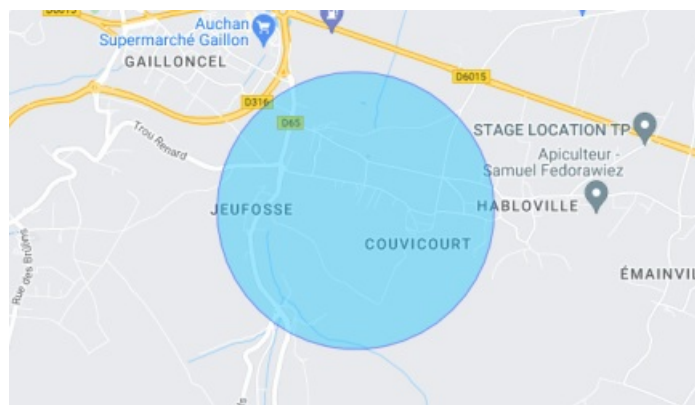 Auchan
Supermarché Gaillon
GAILLONCEL
D6015
D316
D65
Trou Renard
STAGE LOCATION TP
Apiculteur -
Samuel Fedorawiez
JEUFOSSE
HABLOVILLE
COUVICOURT
ÉMAINVIL
Rue des Brûlins